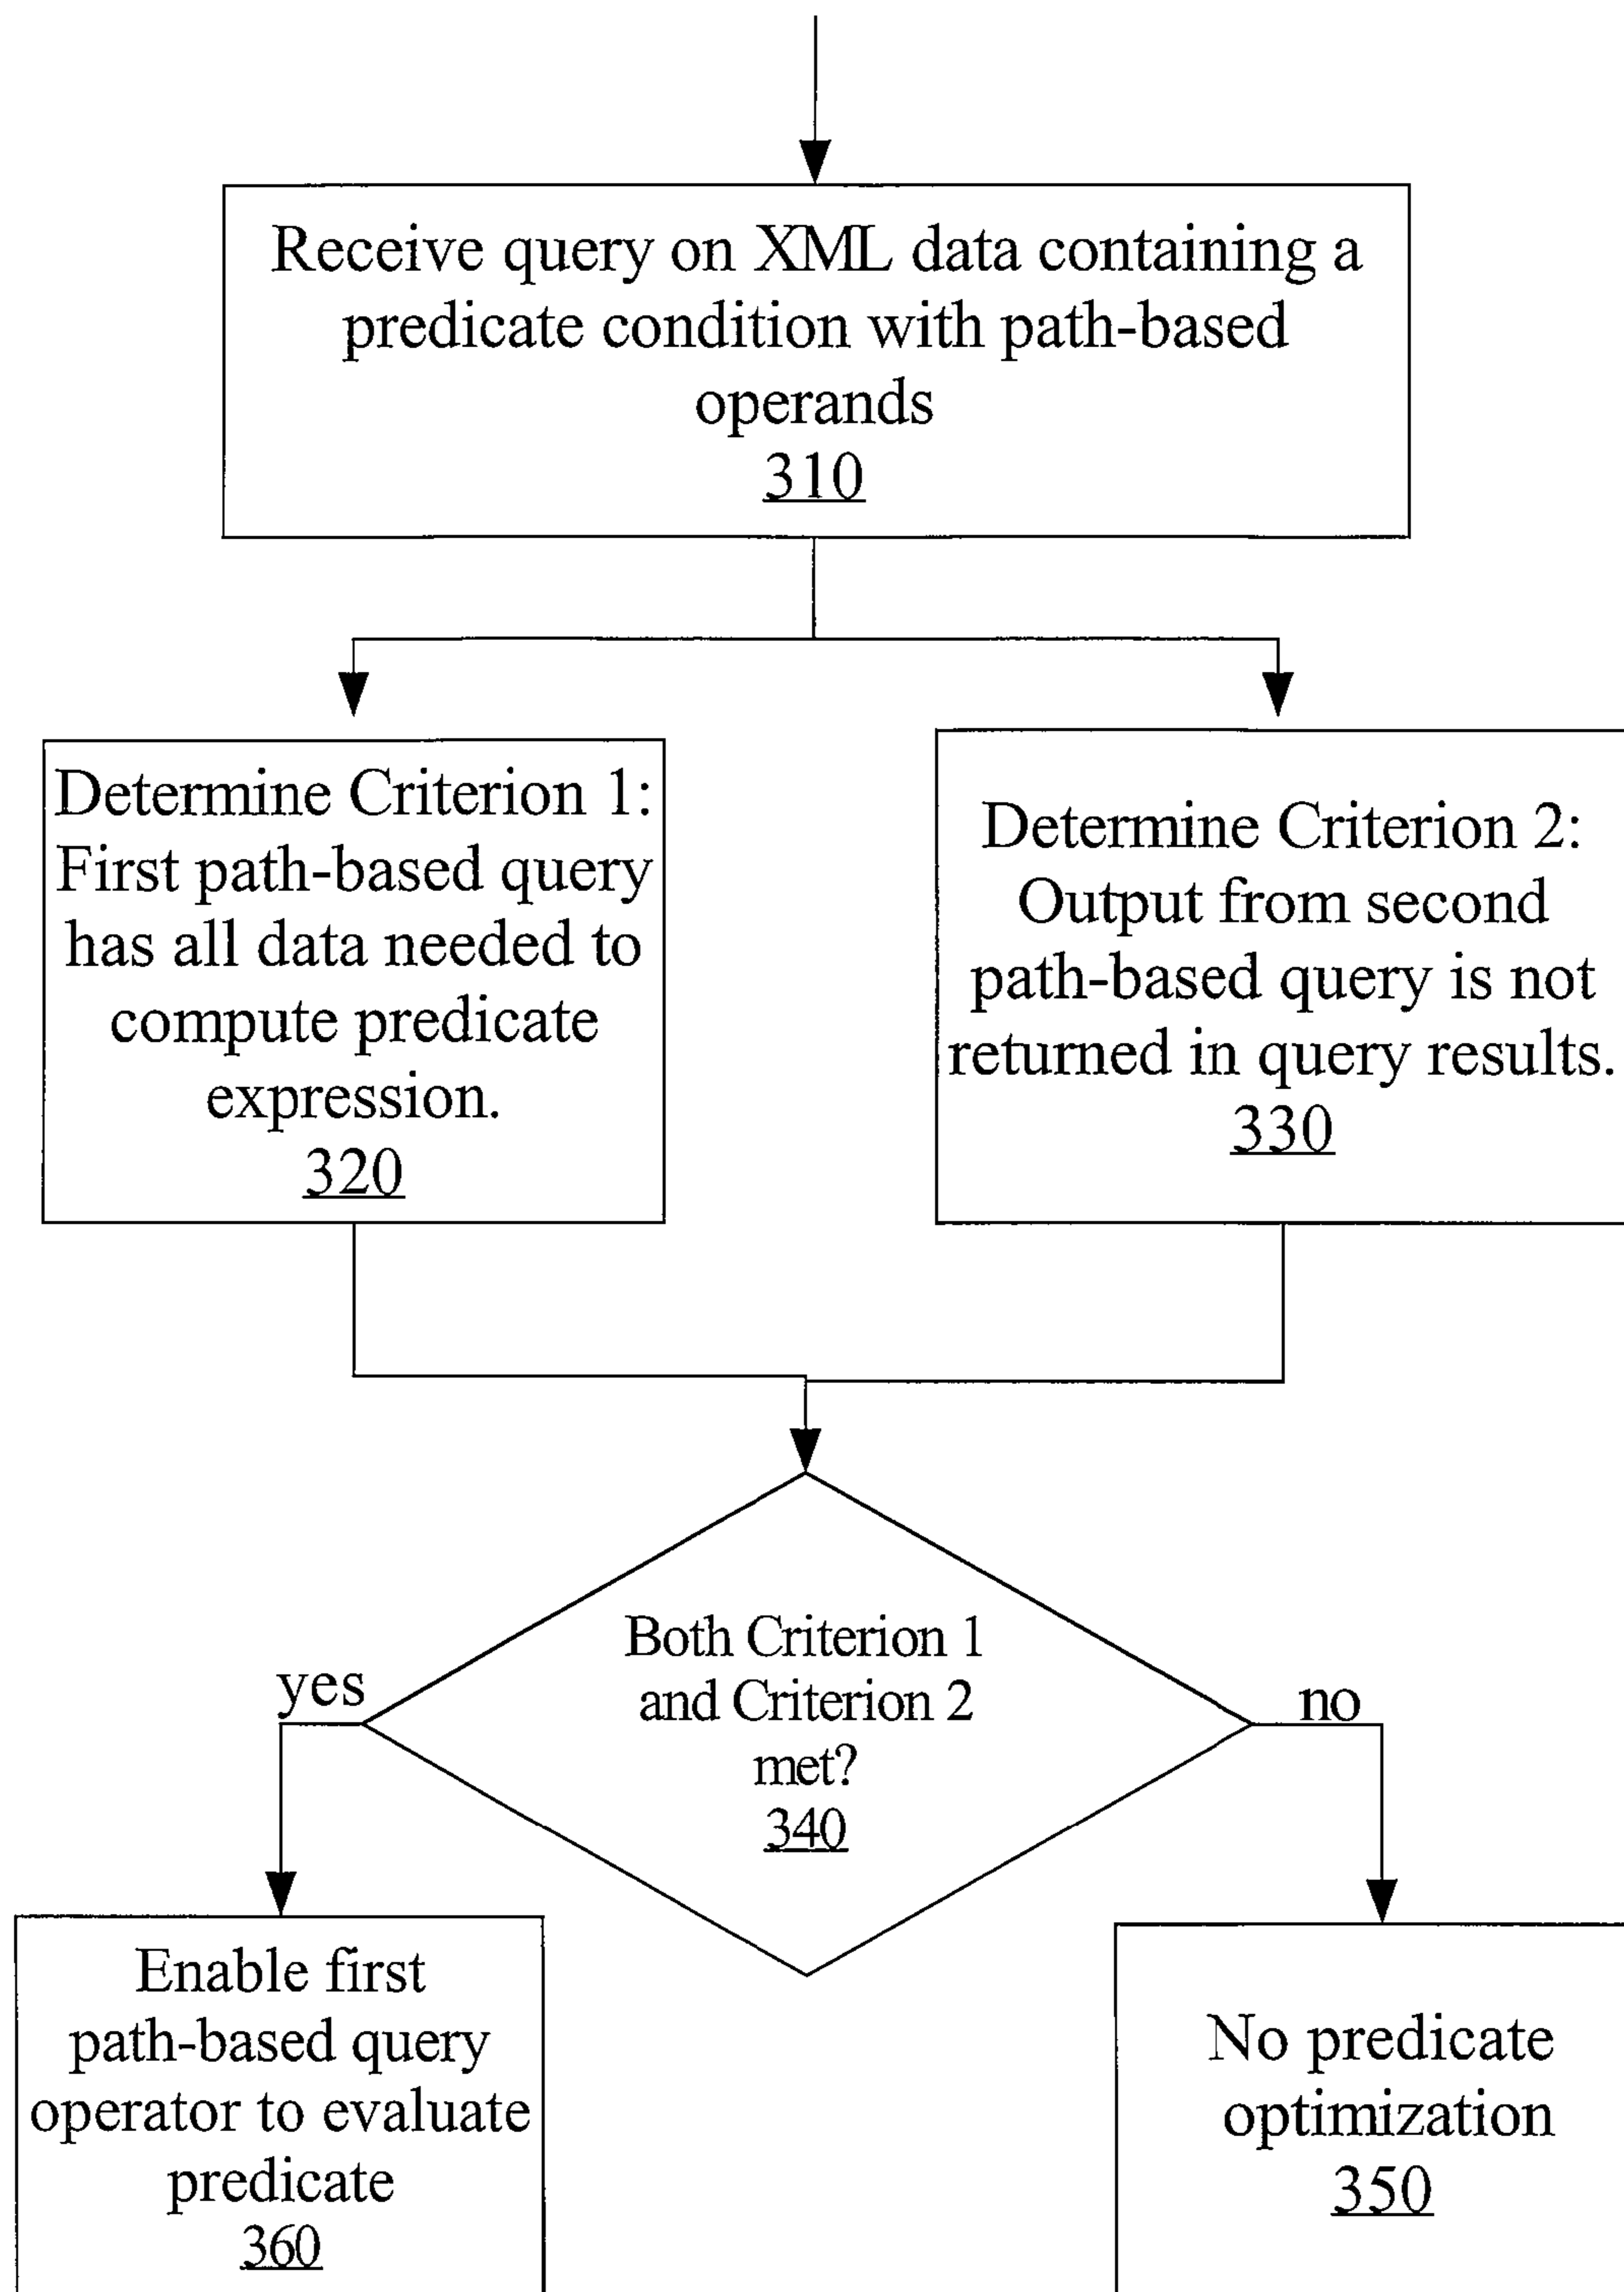 Receive query on XML data containing a
predicate condition with path-based
operands
310
Determine Criterion 1:
First path-based query
has all data needed to
compute predicate
expression.
320
Determine Criterion 2:
Output from second
path-based query is not
returned in query results.
330
Both Criterion 1
and Criterion 2
met?
340
yes
no
Enable first
path-based query
operator to evaluate
predicate
360
No predicate
optimization
350